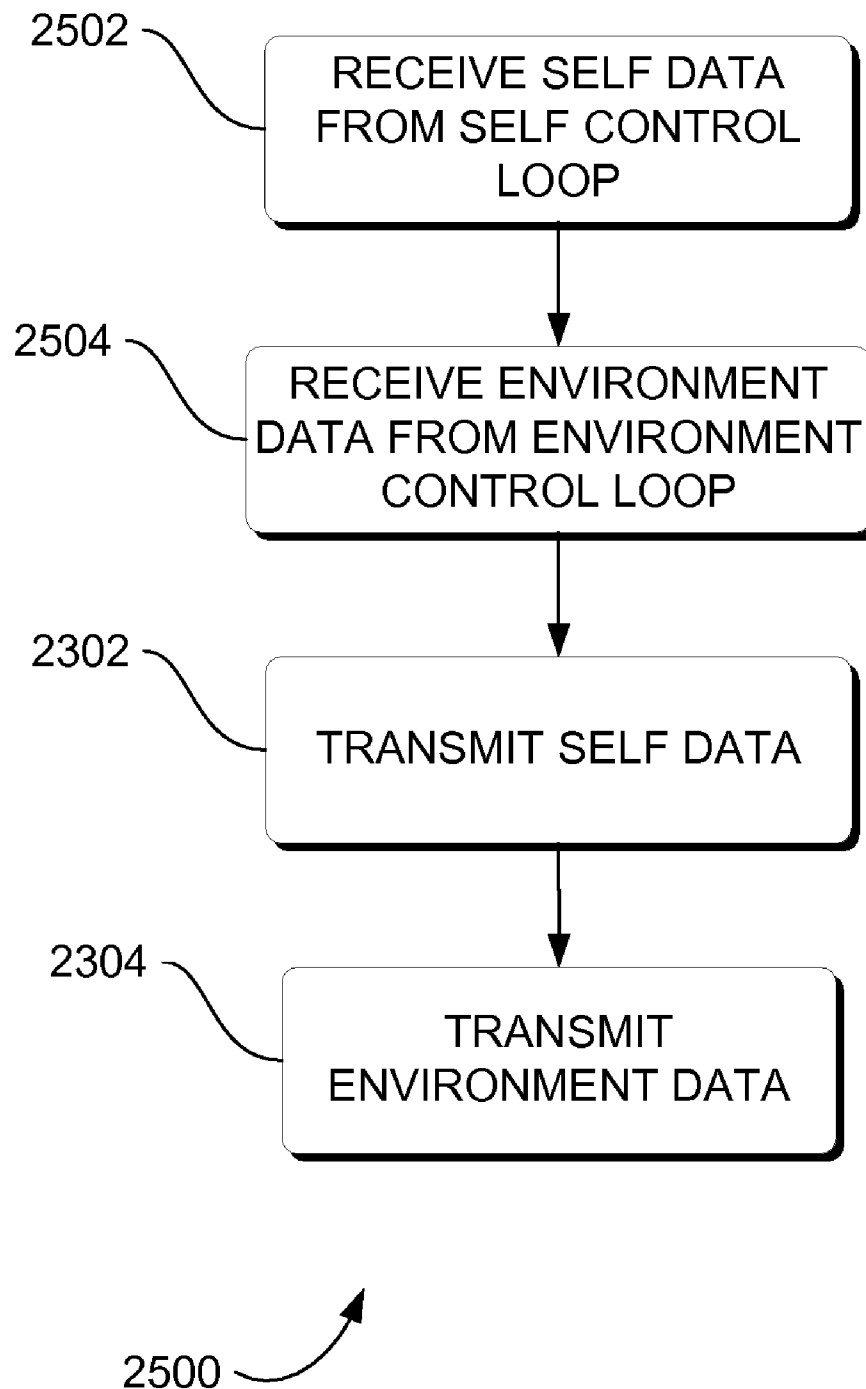 2502
RECEIVE SELF DATA
FROM SELF CONTROL
LOOP
2504
RECEIVE ENVIRONMENT
DATA FROM ENVIRONMENT
CONTROL LOOP
2302
TRANSMIT SELF DATA
2304
TRANSMIT
ENVIRONMENT DATA
2500